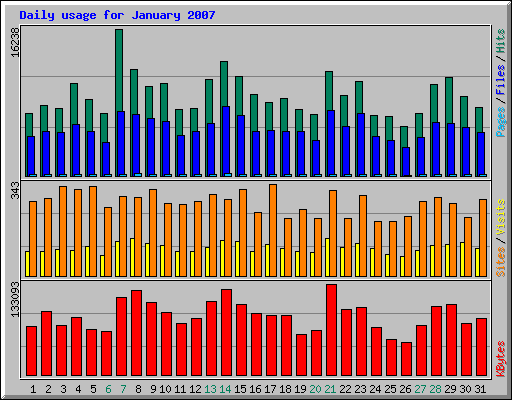 Daily usage for January 2007
16238
Pages / Files / Hits
343
Sites / Visits
133093
KBytes
1 2 3 4 5 6 7 8 9 10 11 12 13 14 15 16 17 18 19 20 21 22 23 24 25 26 27 28 29 30 31